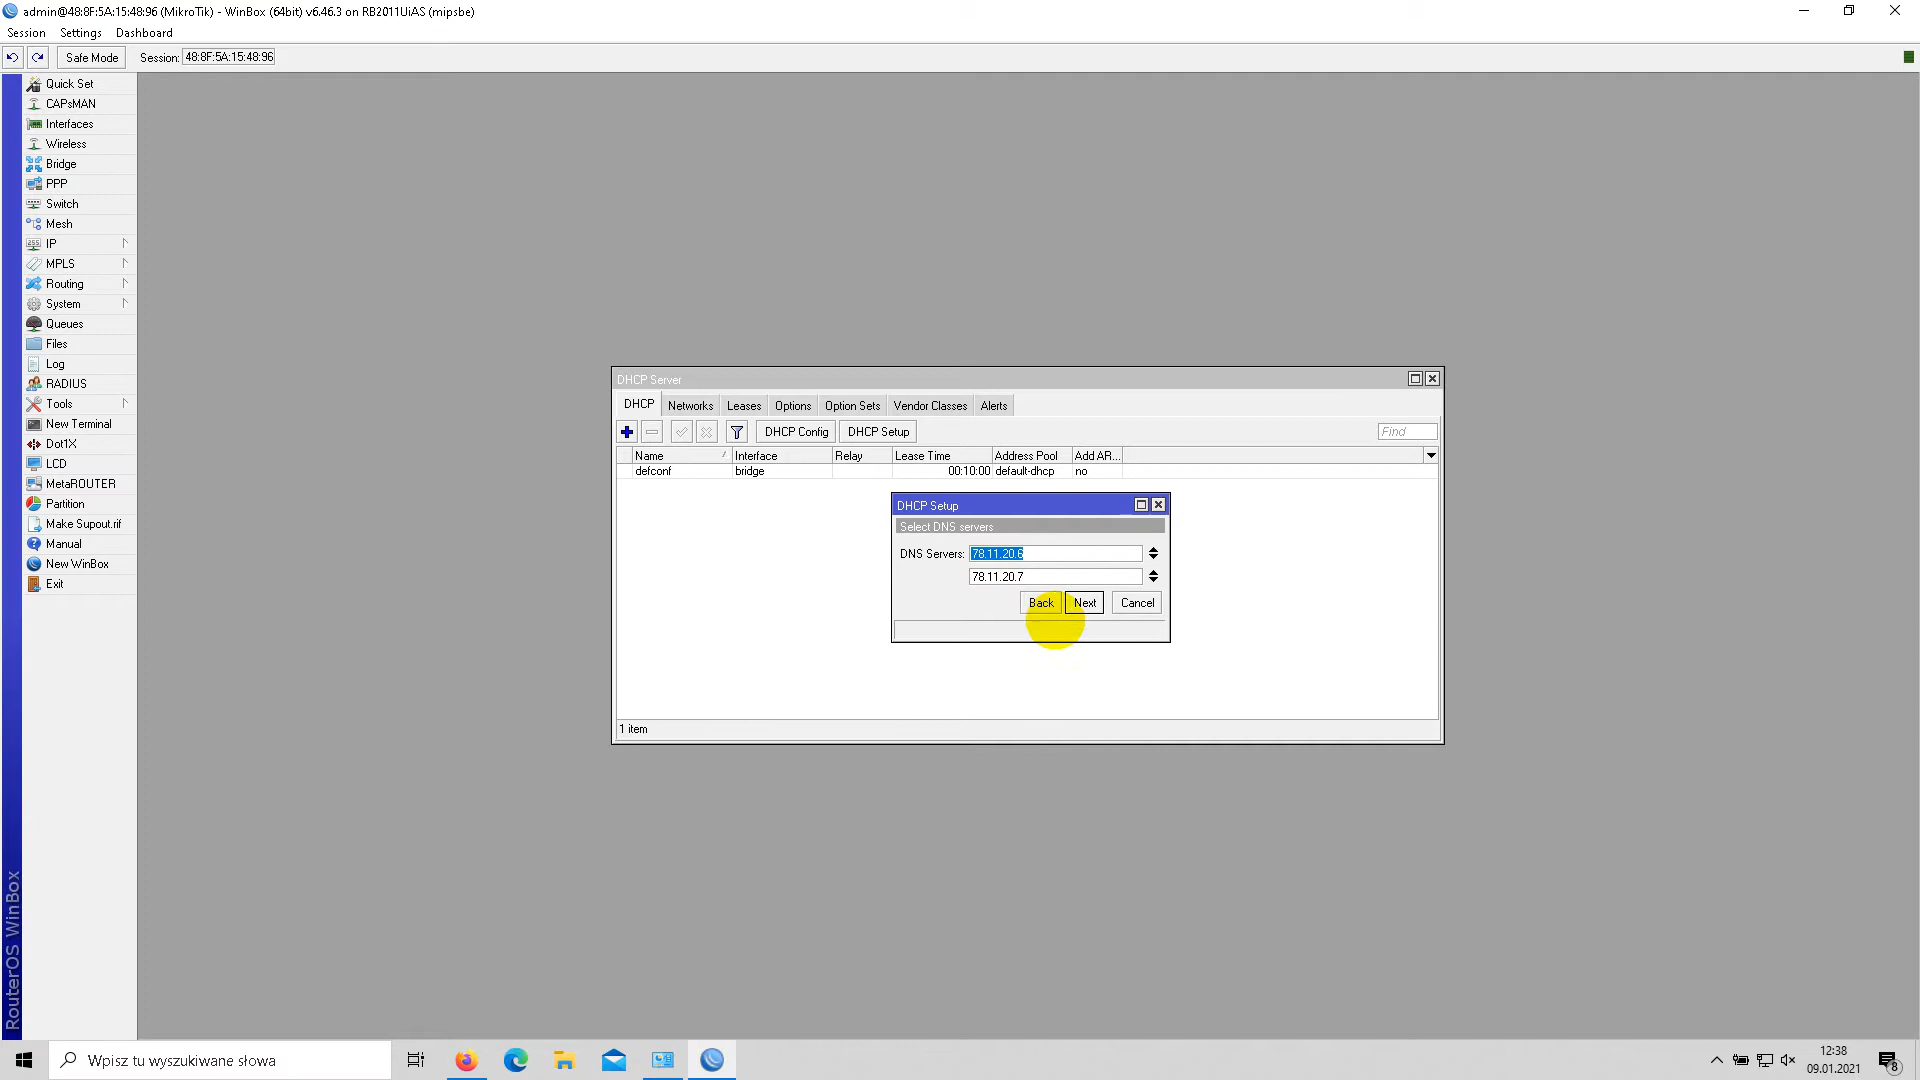 admin@48:8F:5A:15:48:96 (MikroTik) - WinBox (64bit) v6.46.3 on RB2011UiAS (mipsbe)
Session Settings Dashboard
Safe Mode Session: 48:8F:5A:15:48:96
Quick Set
CAPsMAN
Interfaces
Wireless
Bridge
PPP
Switch
Mesh
IP
MPLS
Routing
System
Queues
Files
Log
RADIUS
Tools
New Terminal
Dot1X
LCD
MetaROUTER
Partition
Make Supout.rif
Manual
New WinBox
Exit
RouterOS WinBox
DHCP Server
DHCP Networks Leases Options Option Sets Vendor Classes Alerts
DHCP Config DHCP Setup Find
Name Interface Relay Lease Time Address Pool Add AR...
defconf bridge 00:10:00 default-dhcp no
DHCP Setup
Select DNS servers
DNS Servers: 78.11.20.6
78.11.20.7
Back Next Cancel
1 item
Wpisz tu wyszukiwane słowa
12:38
09.01.2021
8